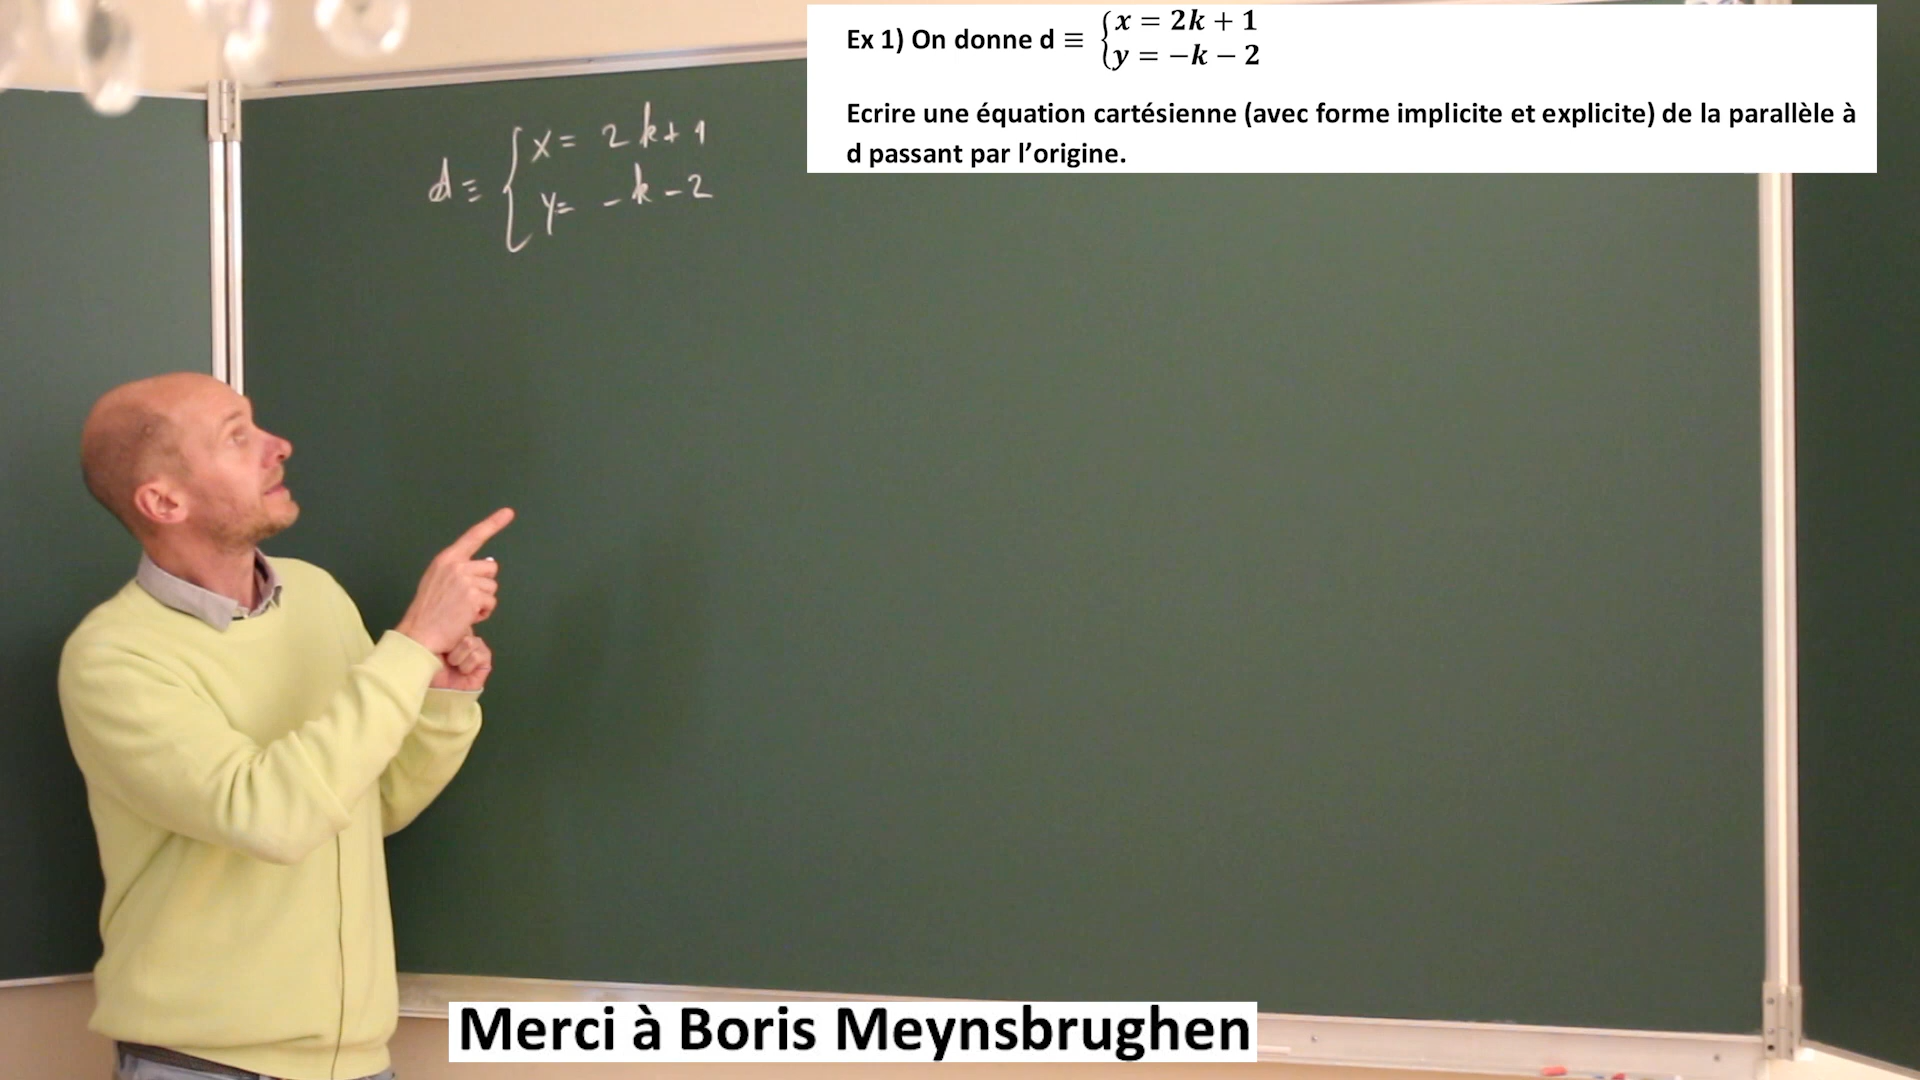 Ex 1) On donne d ≡ {x = 2k + 1
y = −k − 2
Ecrire une équation cartésienne (avec forme implicite et explicite) de la parallèle à
d passant par l’origine.
d ≡ {x = 2k + 1
y = -k - 2
Merci à Boris Meynsbrughen